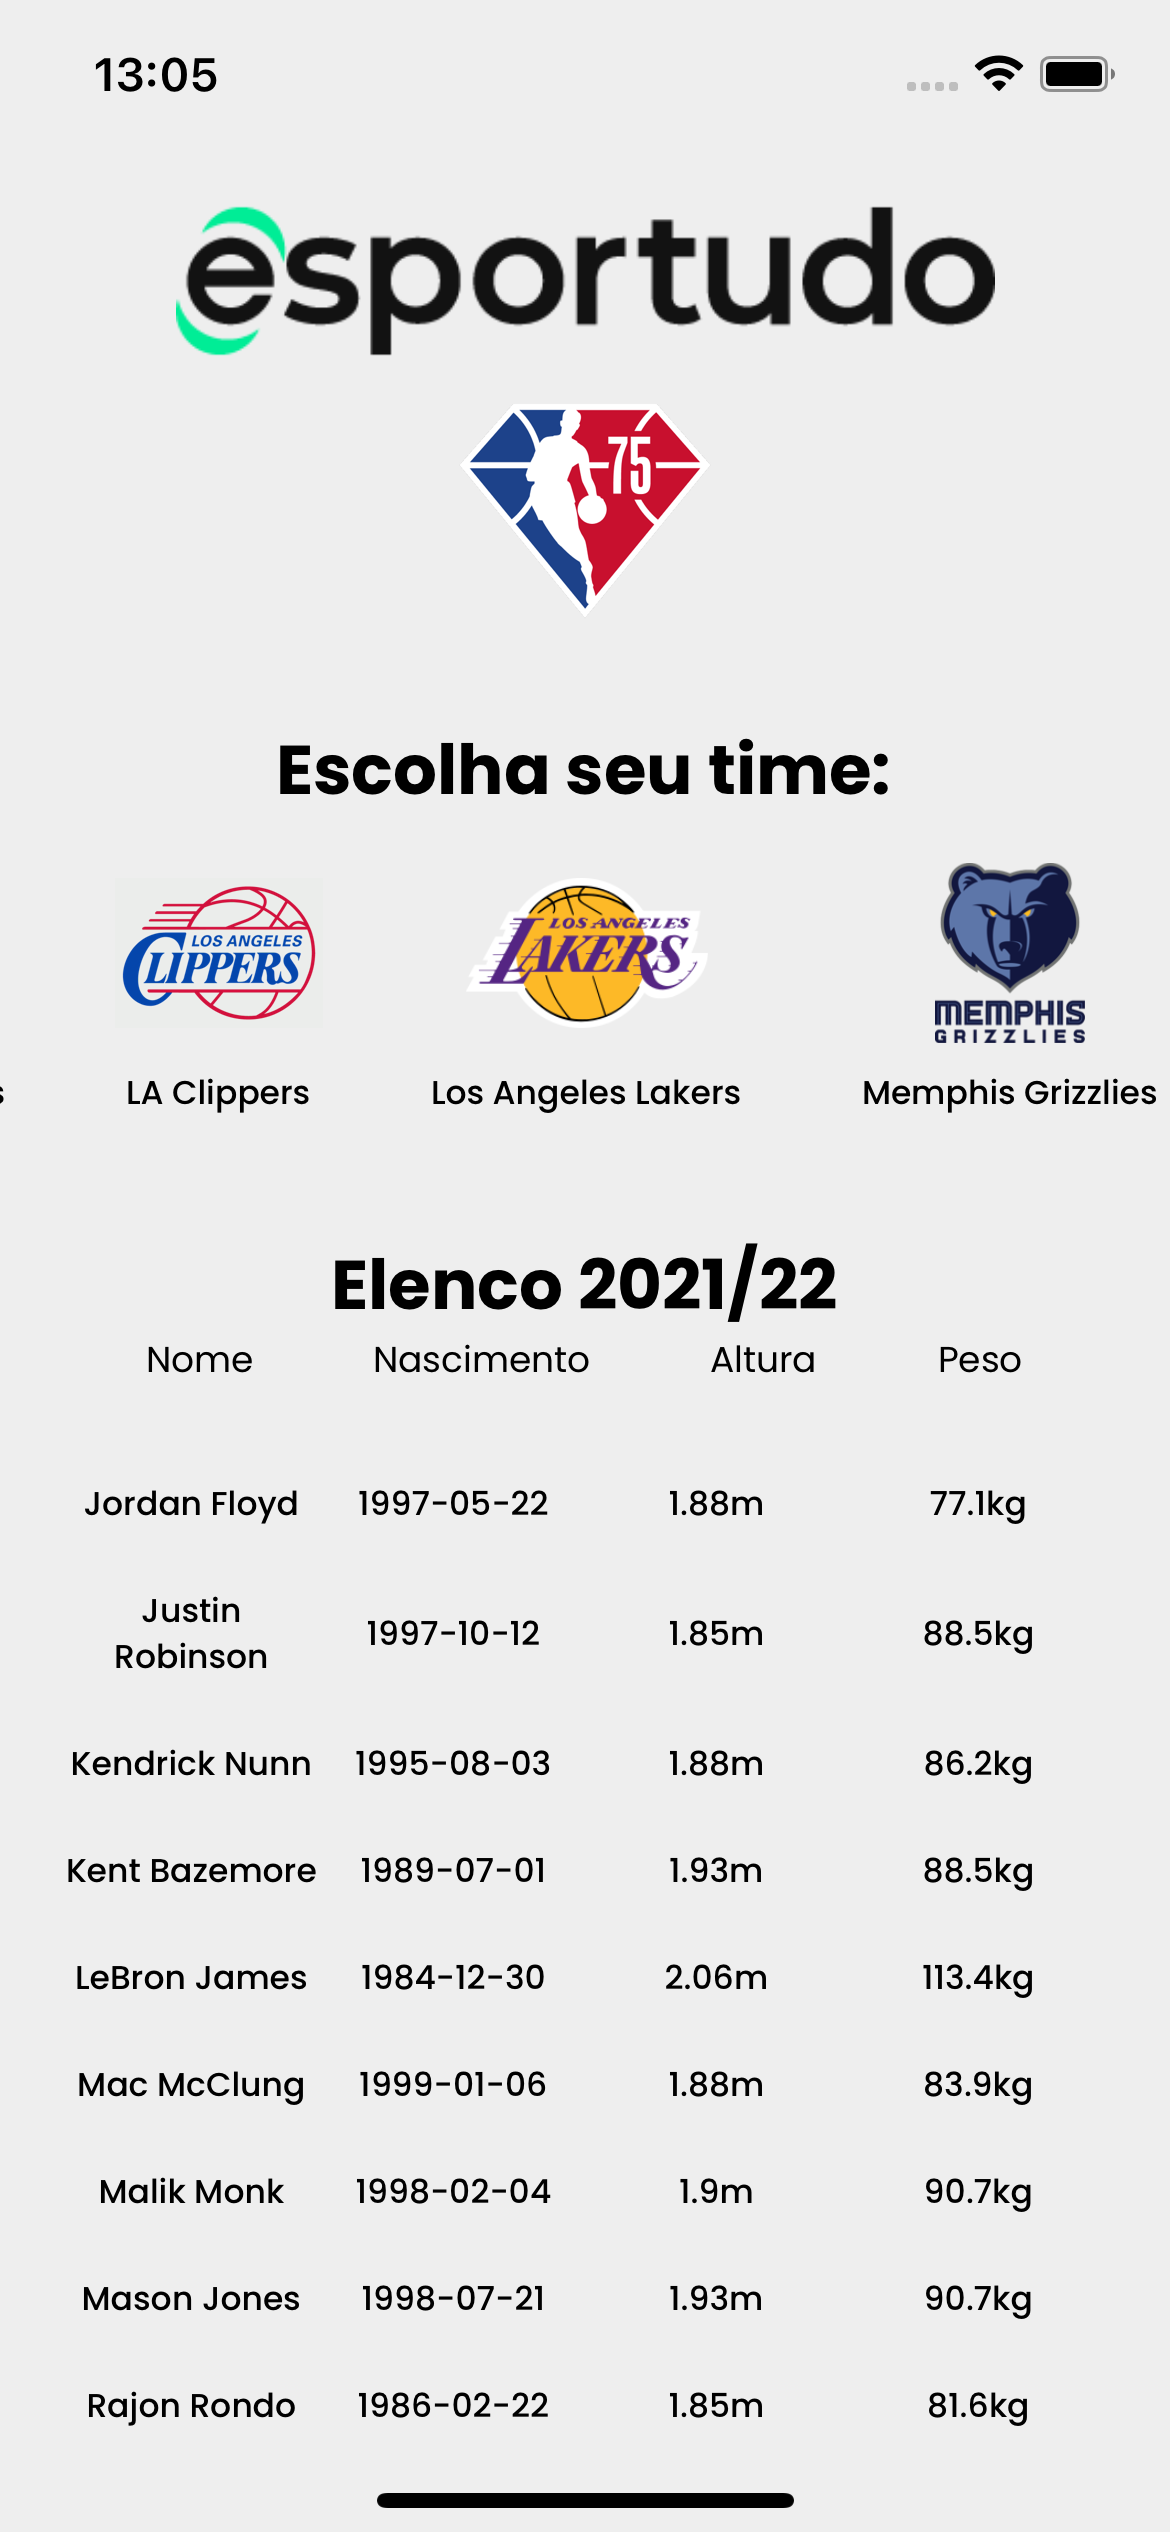 13:05
esportudo
75
Escolha seu time:
LOS ANGELES
CLIPPERS
LOS ANGELES
LAKERS
MEMPHIS
GRIZZLIES
s
LA Clippers
Los Angeles Lakers
Memphis Grizzlies
Elenco 2021/22
Nome Nascimento Altura Peso
Jordan Floyd 1997-05-22 1.88m 77.1kg
Justin
Robinson 1997-10-12 1.85m 88.5kg
Kendrick Nunn 1995-08-03 1.88m 86.2kg
Kent Bazemore 1989-07-01 1.93m 88.5kg
LeBron James 1984-12-30 2.06m 113.4kg
Mac McClung 1999-01-06 1.88m 83.9kg
Malik Monk 1998-02-04 1.9m 90.7kg
Mason Jones 1998-07-21 1.93m 90.7kg
Rajon Rondo 1986-02-22 1.85m 81.6kg